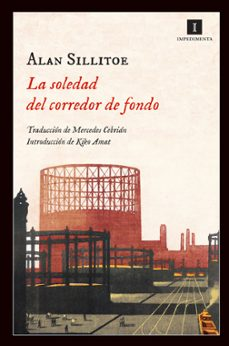 I
IMPEDIMENTA
ALAN SILLITOE
La soledad
del corredor de fondo
Traducción de Mercedes Cebrián
Introducción de Kiko Amat